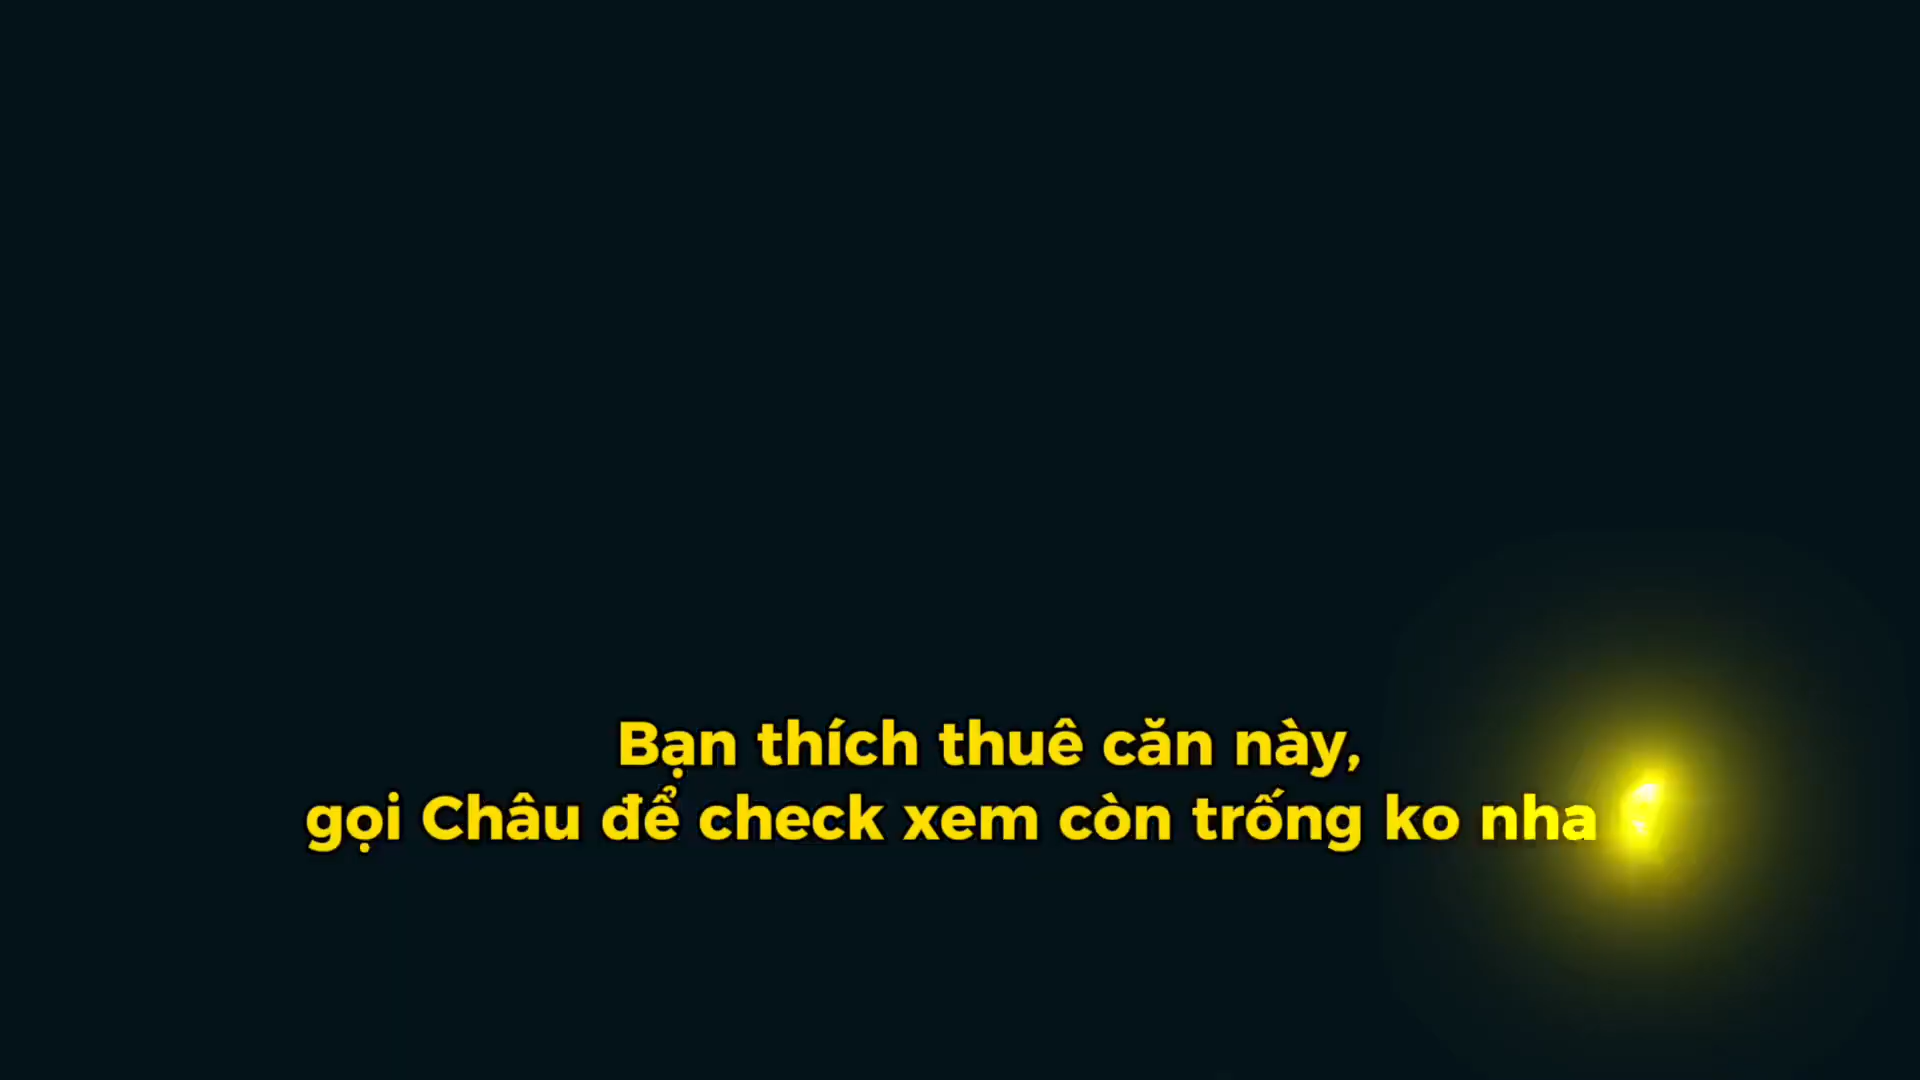 Bạn thích thuê căn này,
gọi Châu để check xem còn trống ko nha